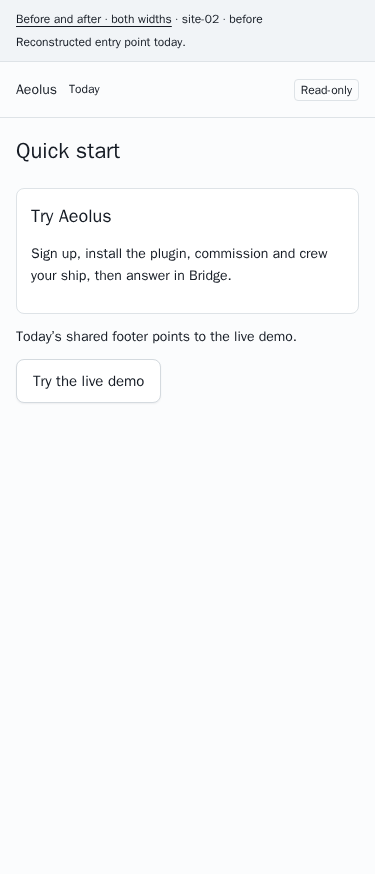 Before and after · both widths · site-02 · before
Reconstructed entry point today.
Aeolus Today Read-only
Quick start
Try Aeolus
Sign up, install the plugin, commission and crew
your ship, then answer in Bridge.
Today's shared footer points to the live demo.
Try the live demo